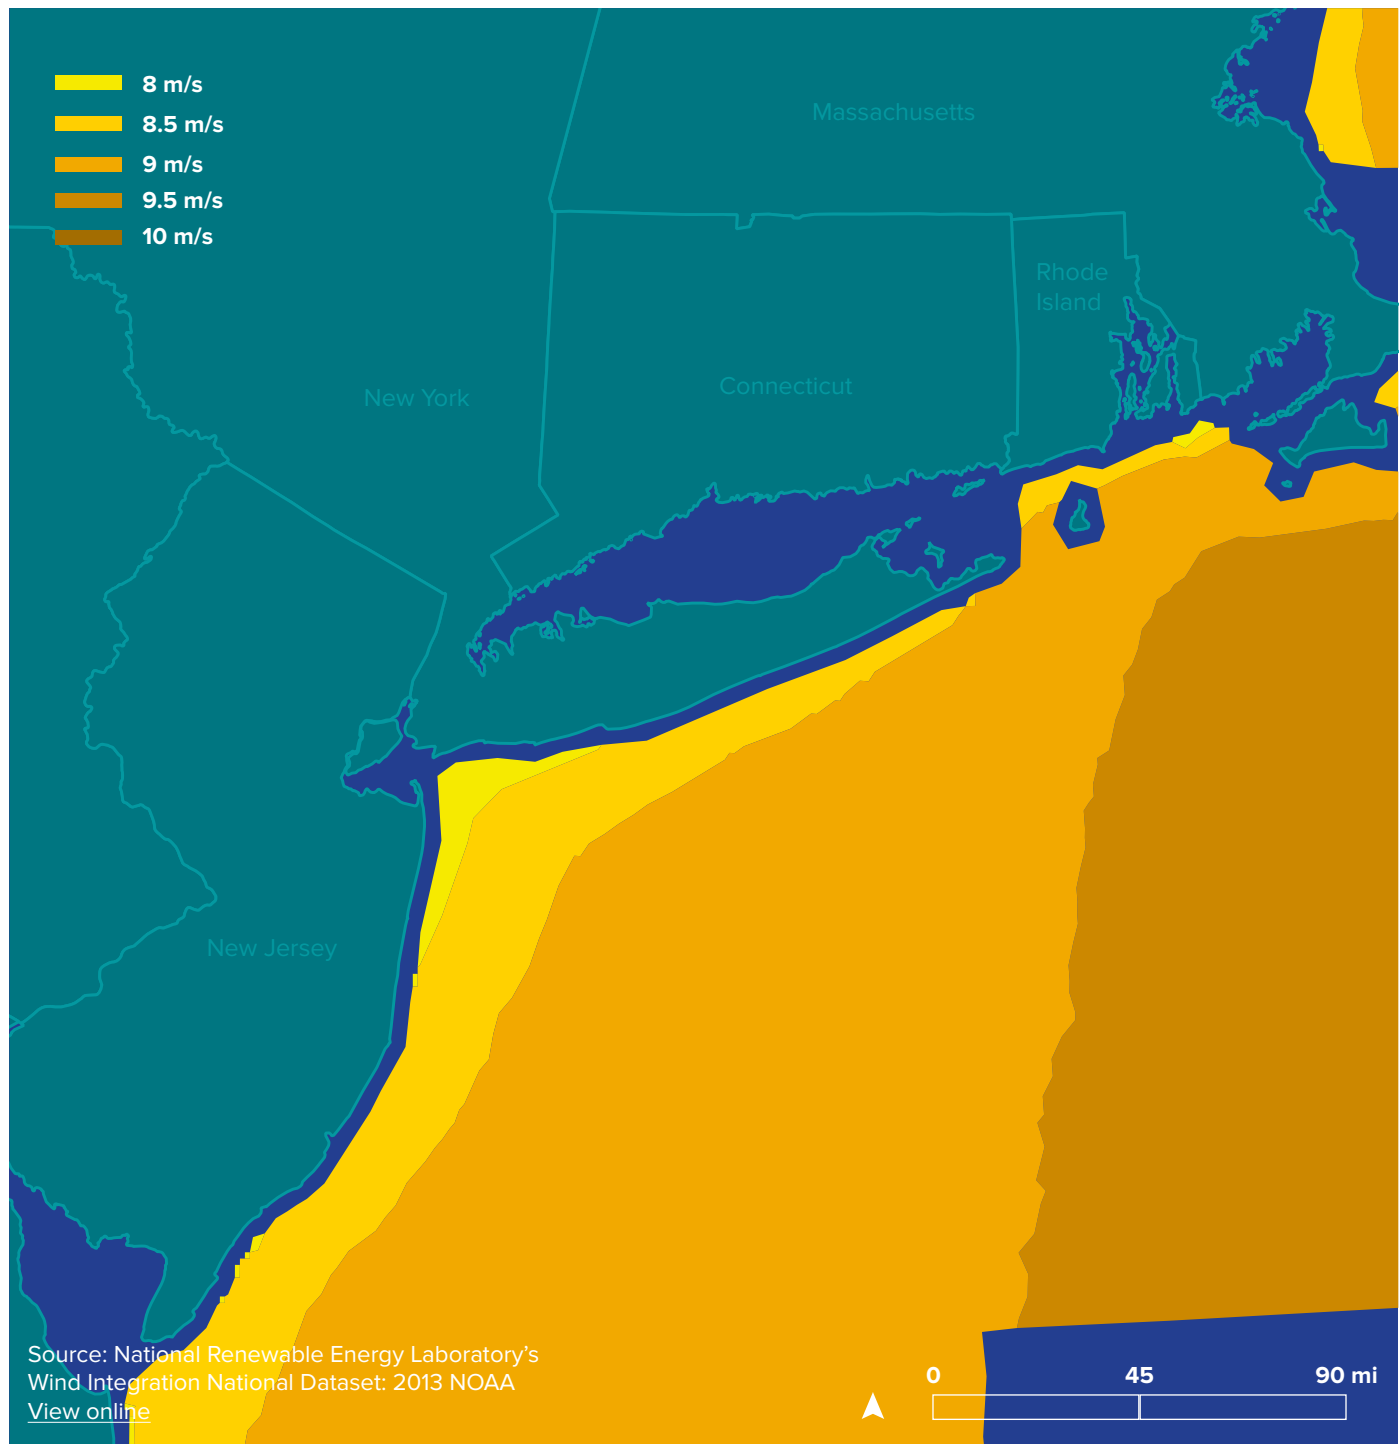 8 m/s
8.5 m/s
9 m/s
9.5 m/s
10 m/s
Massachusetts
Rhode
Island
Connecticut
New York
New Jersey
Source: National Renewable Energy Laboratory’s
Wind Integration National Dataset: 2013 NOAA
View online
0 45 90 mi